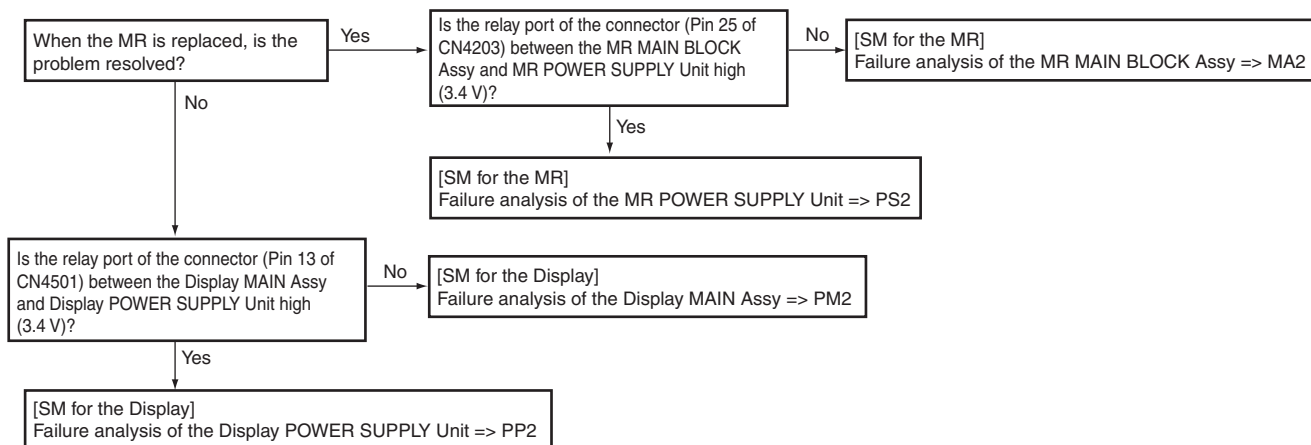 When the MR is replaced, is the
problem resolved?
Yes
Is the relay port of the connector (Pin 25 of
CN4203) between the MR MAIN BLOCK
Assy and MR POWER SUPPLY Unit high
(3.4 V)?
No
[SM for the MR]
Failure analysis of the MR MAIN BLOCK Assy => MA2
Yes
[SM for the MR]
Failure analysis of the MR POWER SUPPLY Unit => PS2
No
Is the relay port of the connector (Pin 13 of
CN4501) between the Display MAIN Assy
and Display POWER SUPPLY Unit high
(3.4 V)?
No
[SM for the Display]
Failure analysis of the Display MAIN Assy => PM2
Yes
[SM for the Display]
Failure analysis of the Display POWER SUPPLY Unit => PP2